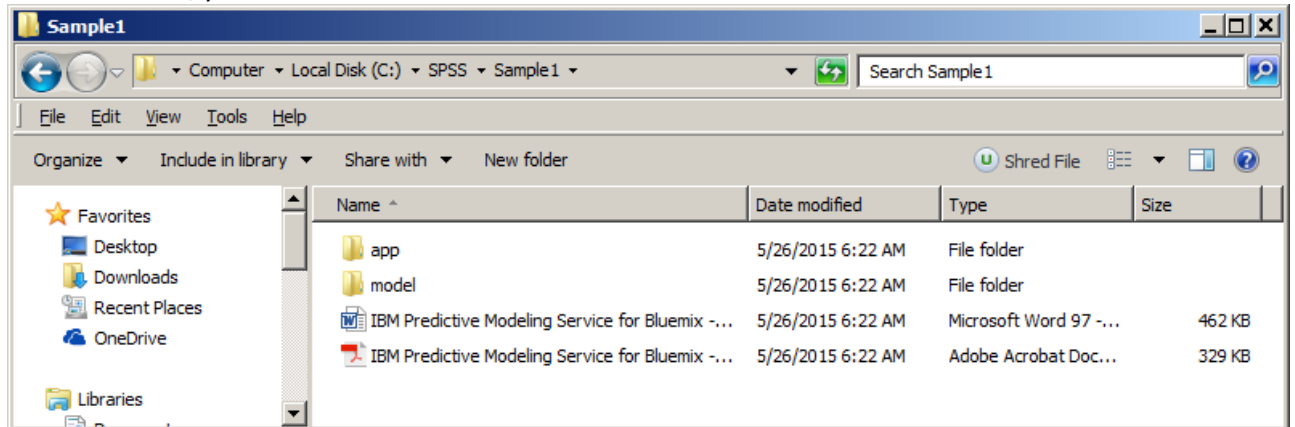 Sample1
Computer Local Disk (C:) SPSS Sample1 Search Sample1
File Edit View Tools Help
Organize Include in library Share with New folder Shred File
Favorites
Desktop
Downloads
Recent Places
OneDrive
Libraries
Name Date modified Type Size
app 5/26/2015 6:22 AM File folder
model 5/26/2015 6:22 AM File folder
IBM Predictive Modeling Service for Bluemix -... 5/26/2015 6:22 AM Microsoft Word 97 -... 462 KB
IBM Predictive Modeling Service for Bluemix -... 5/26/2015 6:22 AM Adobe Acrobat Doc... 329 KB